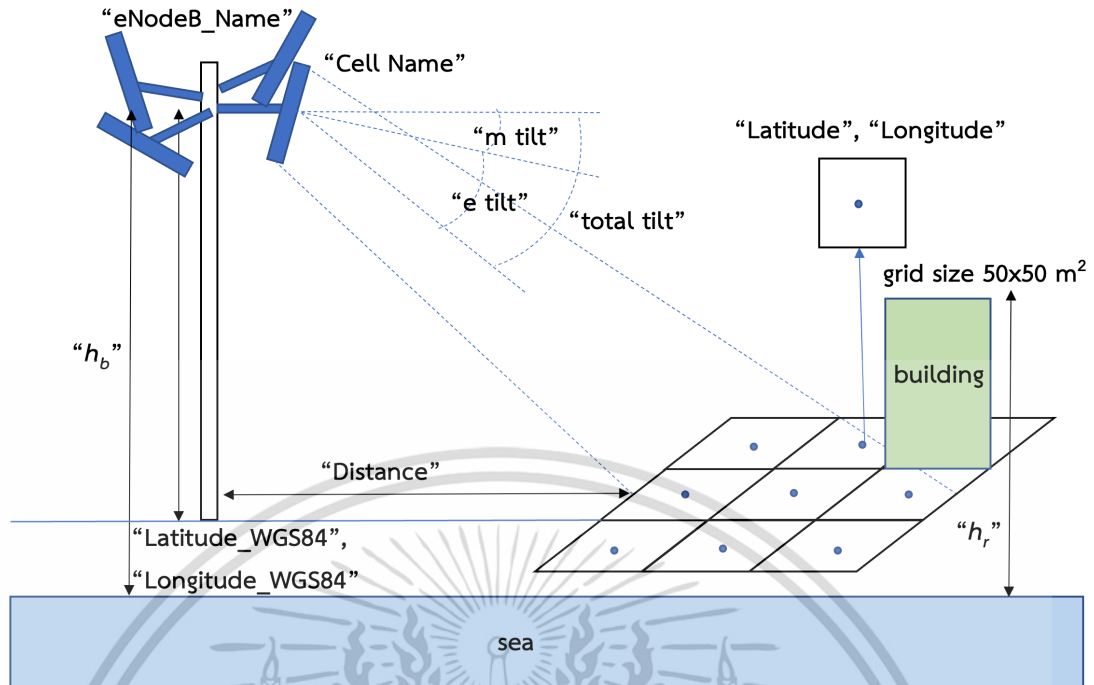 “eNodeB_Name”
“Cell Name”
“m tilt”
“Latitude”, “Longitude”
“e tilt”
“total tilt”
grid size 50x50 m²
“hb”
building
“Distance”
“Latitude_WGS84”,
“Longitude_WGS84”
“hr”
sea